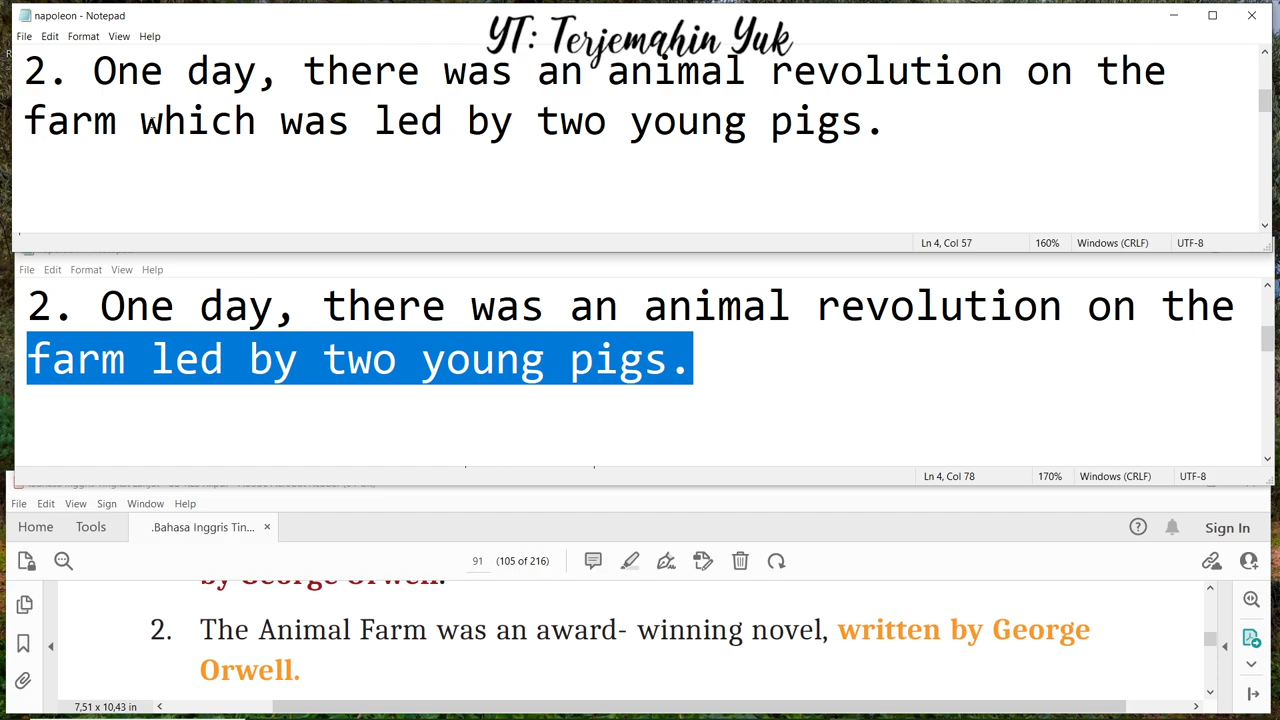 napoleon - Notepad
YT: Terjemahin Yuk
File Edit Format View Help
2. One day, there was an animal revolution on the
farm which was led by two young pigs.
Ln 4, Col 57 160% Windows (CRLF) UTF-8
File Edit Format View Help
2. One day, there was an animal revolution on the
farm led by two young pigs.
Ln 4, Col 78 170% Windows (CRLF) UTF-8
File Edit View Sign Window Help
Home Tools .Bahasa Inggris Tin... × Sign In
91 (105 of 216)
by George Orwell.
2. The Animal Farm was an award- winning novel, written by George
Orwell.
7,51 x 10,43 in